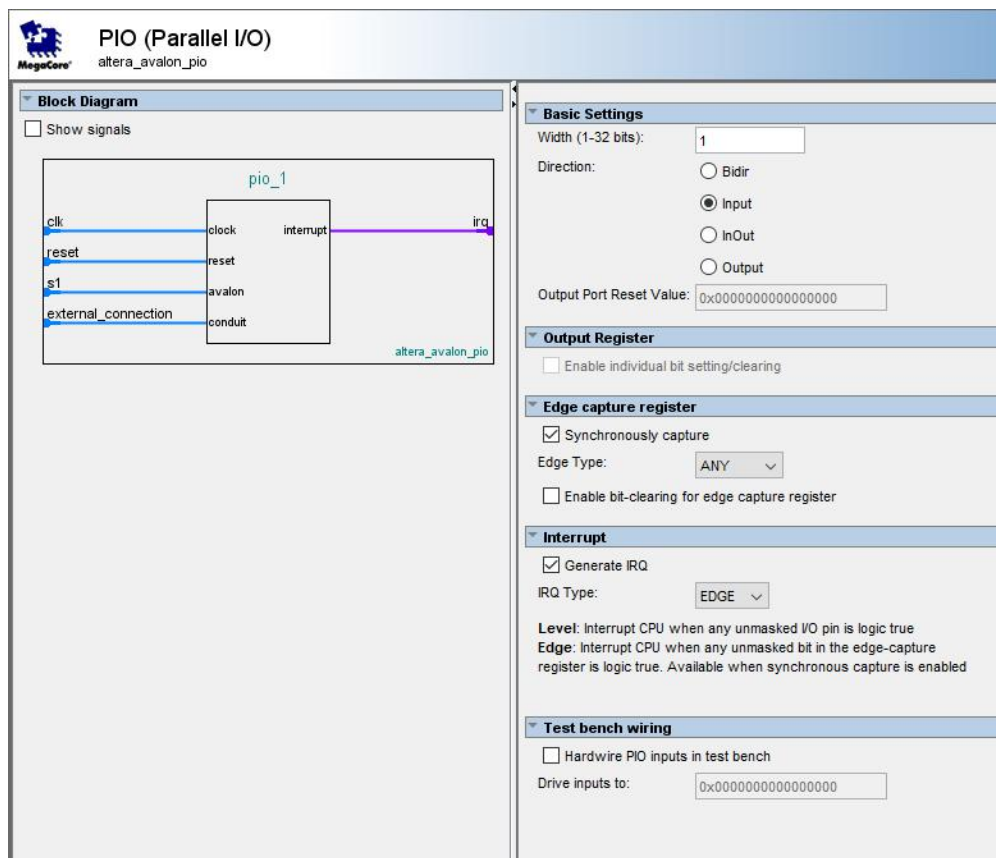 PIO (Parallel I/O)
altera_avalon_pio
MegaCore®
Block Diagram
Show signals
pio_1
clk
clock
interrupt
irq
reset
reset
s1
avalon
external_connection
conduit
altera_avalon_pio
Basic Settings
Width (1-32 bits):
1
Direction:
Bidir
Input
InOut
Output
Output Port Reset Value:
0x0000000000000000
Output Register
Enable individual bit setting/clearing
Edge capture register
Synchronously capture
Edge Type:
ANY
Enable bit-clearing for edge capture register
Interrupt
Generate IRQ
IRQ Type:
EDGE
Level: Interrupt CPU when any unmasked I/O pin is logic true
Edge: Interrupt CPU when any unmasked bit in the edge-capture
register is logic true. Available when synchronous capture is enabled
Test bench wiring
Hardwire PIO inputs in test bench
Drive inputs to:
0x0000000000000000